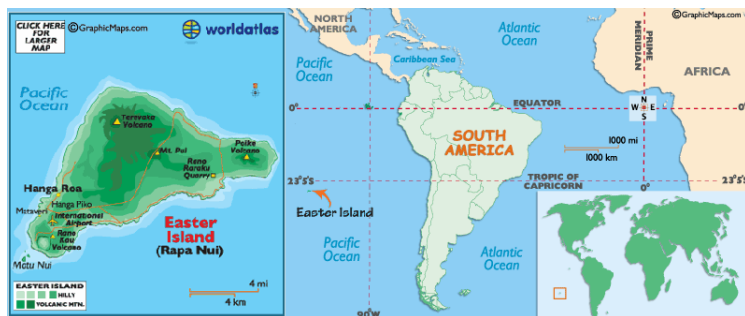 CLICK HERE
FOR
LARGER
MAP
©GraphicMaps.com
worldatlas
Pacific
Ocean
Terevaka
Volcano
Mt. Pui
Poike
Volcano
Rano
Raraku
Quarry
Hanga Roa
Hanga Piko
Mataveri
International
Airport
Rano
Kau
Volcano
Motu Nui
Easter
Island
(Rapa Nui)
4 mi
4 km
EASTER ISLAND
HILLY
VOLCANIC MTN.
©GraphicMaps.com
NORTH
AMERICA
Atlantic
Ocean
PRIME
MERIDIAN
©GraphicMaps.com
Pacific
Ocean
Caribbean Sea
AFRICA
0°
EQUATOR
N
W E
S
0°
SOUTH
AMERICA
1000 mi
1000 km
23°5'S
TROPIC OF
CAPRICORN
0°
23°5'S
Easter Island
Pacific
Ocean
Atlantic
Ocean
90°W